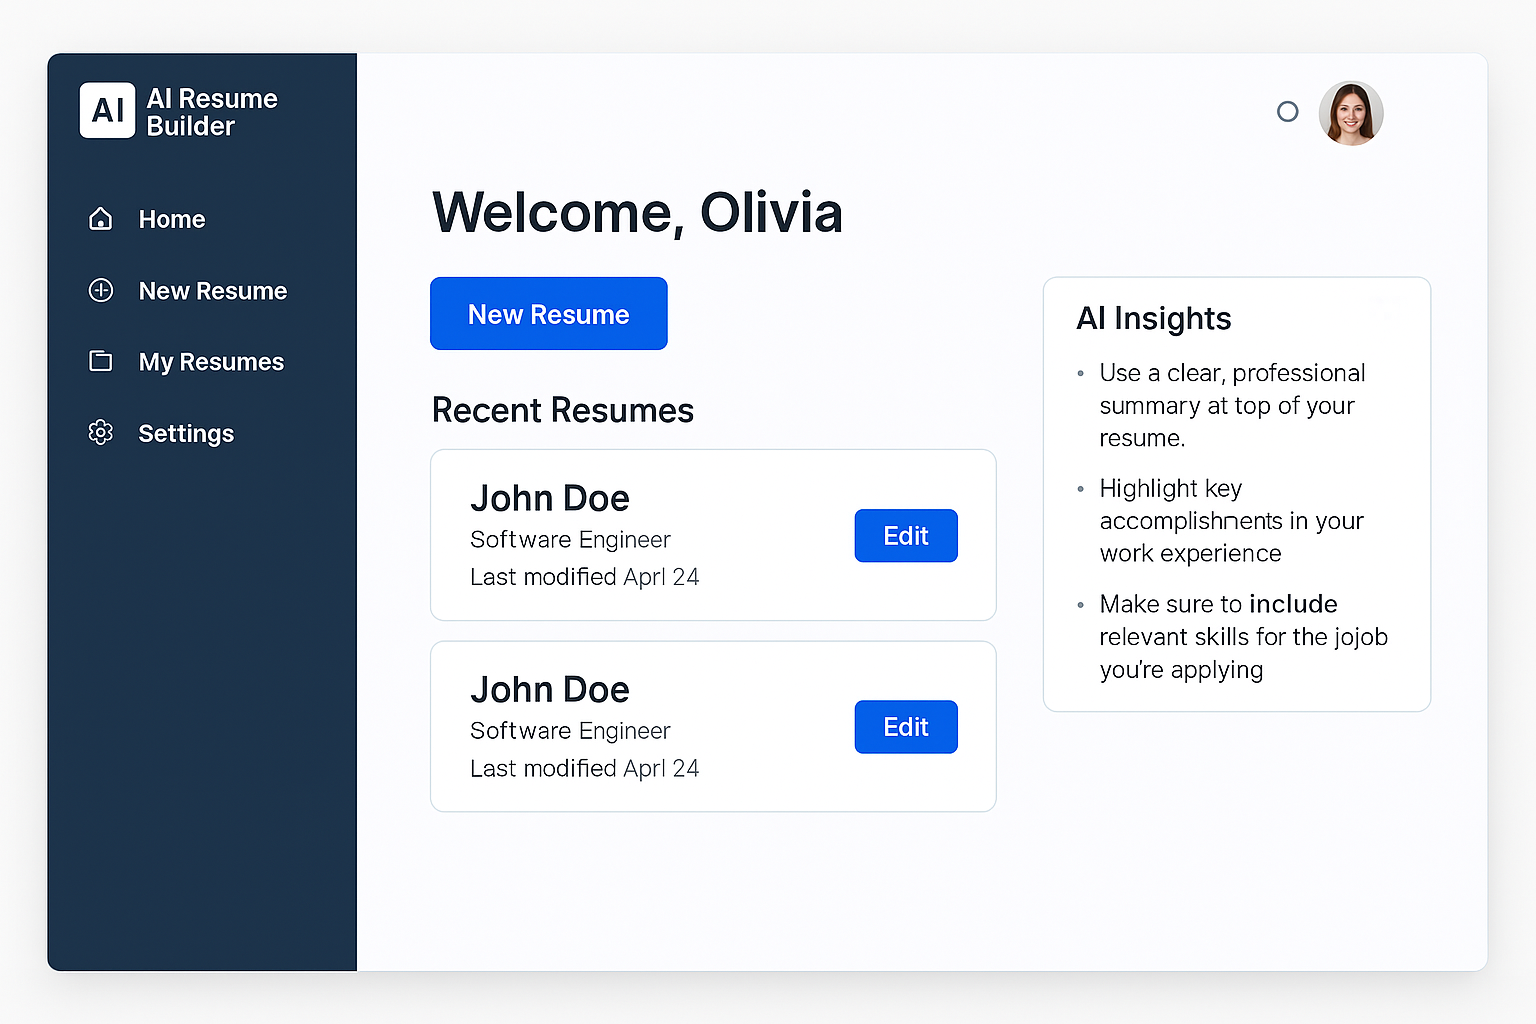 AI
AI Resume
Builder
Home
New Resume
My Resumes
Settings
Welcome, Olivia
New Resume
Recent Resumes
John Doe
Software Engineer
Last modified Aprl 24
Edit
John Doe
Software Engineer
Last modified Aprl 24
Edit
AI Insights
• Use a clear, professional
summary at top of your
resume.
• Highlight key
accomplishments in your
work experience
• Make sure to include
relevant skills for the jojob
you're applying